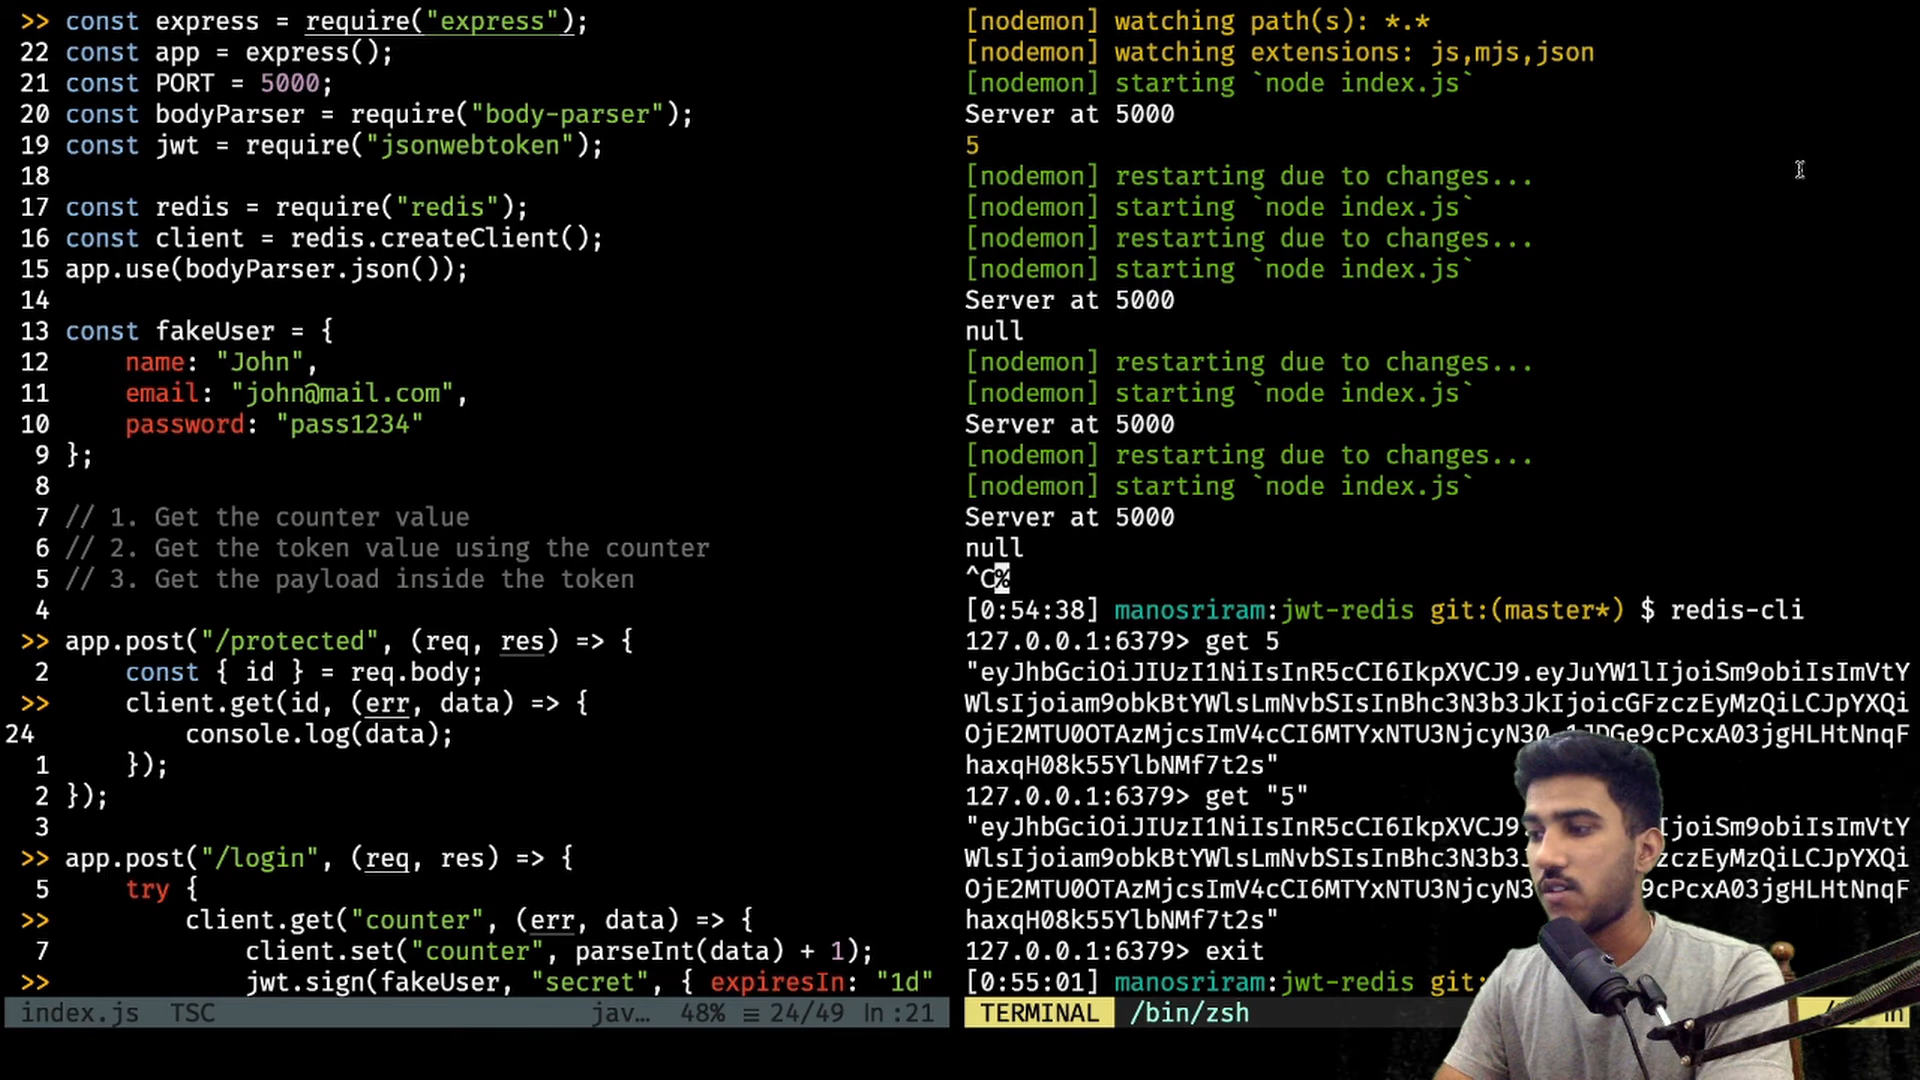 >> const express = require("express");
22 const app = express();
21 const PORT = 5000;
20 const bodyParser = require("body-parser");
19 const jwt = require("jsonwebtoken");
18
17 const redis = require("redis");
16 const client = redis.createClient();
15 app.use(bodyParser.json());
14
13 const fakeUser = {
12     name: "John",
11     email: "john@mail.com",
10     password: "pass1234"
9 };
8
7 // 1. Get the counter value
6 // 2. Get the token value using the counter
5 // 3. Get the payload inside the token
4
>> app.post("/protected", (req, res) => {
2     const { id } = req.body;
>>     client.get(id, (err, data) => {
24         console.log(data);
1     });
2 });
3
>> app.post("/login", (req, res) => {
5     try {
>>         client.get("counter", (err, data) => {
7             client.set("counter", parseInt(data) + 1);
>>             jwt.sign(fakeUser, "secret", { expiresIn: "1d"
index.js TSC jav… 48% ≡ 24/49 ln:21
[nodemon] watching path(s): *.*
[nodemon] watching extensions: js,mjs,json
[nodemon] starting `node index.js`
Server at 5000
5
[nodemon] restarting due to changes...
[nodemon] starting `node index.js`
[nodemon] restarting due to changes...
[nodemon] starting `node index.js`
Server at 5000
null
[nodemon] restarting due to changes...
[nodemon] starting `node index.js`
Server at 5000
[nodemon] restarting due to changes...
[nodemon] starting `node index.js`
Server at 5000
null
^C%
[0:54:38] manosriram:jwt-redis git:(master*) $ redis-cli
127.0.0.1:6379> get 5
"eyJhbGciOiJIUzI1NiIsInR5cCI6IkpXVCJ9.eyJuYW1lIjoiSm9obiIsImVtY
WlsIjoiam9obkBtYWlsLmNvbSIsInBhc3N3b3JkIjoicGFzczEyMzQiLCJpYXQi
OjE2MTU0OTAzMjcsImV4cCI6MTYxNTU3NjcyN30.1JDGe9cPcxA03jgHLHtNnqF
haxqH08k55YlbNMf7t2s"
127.0.0.1:6379> get "5"
"eyJhbGciOiJIUzI1NiIsInR5cCI6IkpXVCJ9 IjoiSm9obiIsImVtY
WlsIjoiam9obkBtYWlsLmNvbSIsInBhc3N3b3J zczEyMzQiLCJpYXQi
OjE2MTU0OTAzMjcsImV4cCI6MTYxNTU3NjcyN3 9cPcxA03jgHLHtNnqF
haxqH08k55YlbNMf7t2s"
127.0.0.1:6379> exit
[0:55:01] manosriram:jwt-redis git:
TERMINAL /bin/zsh